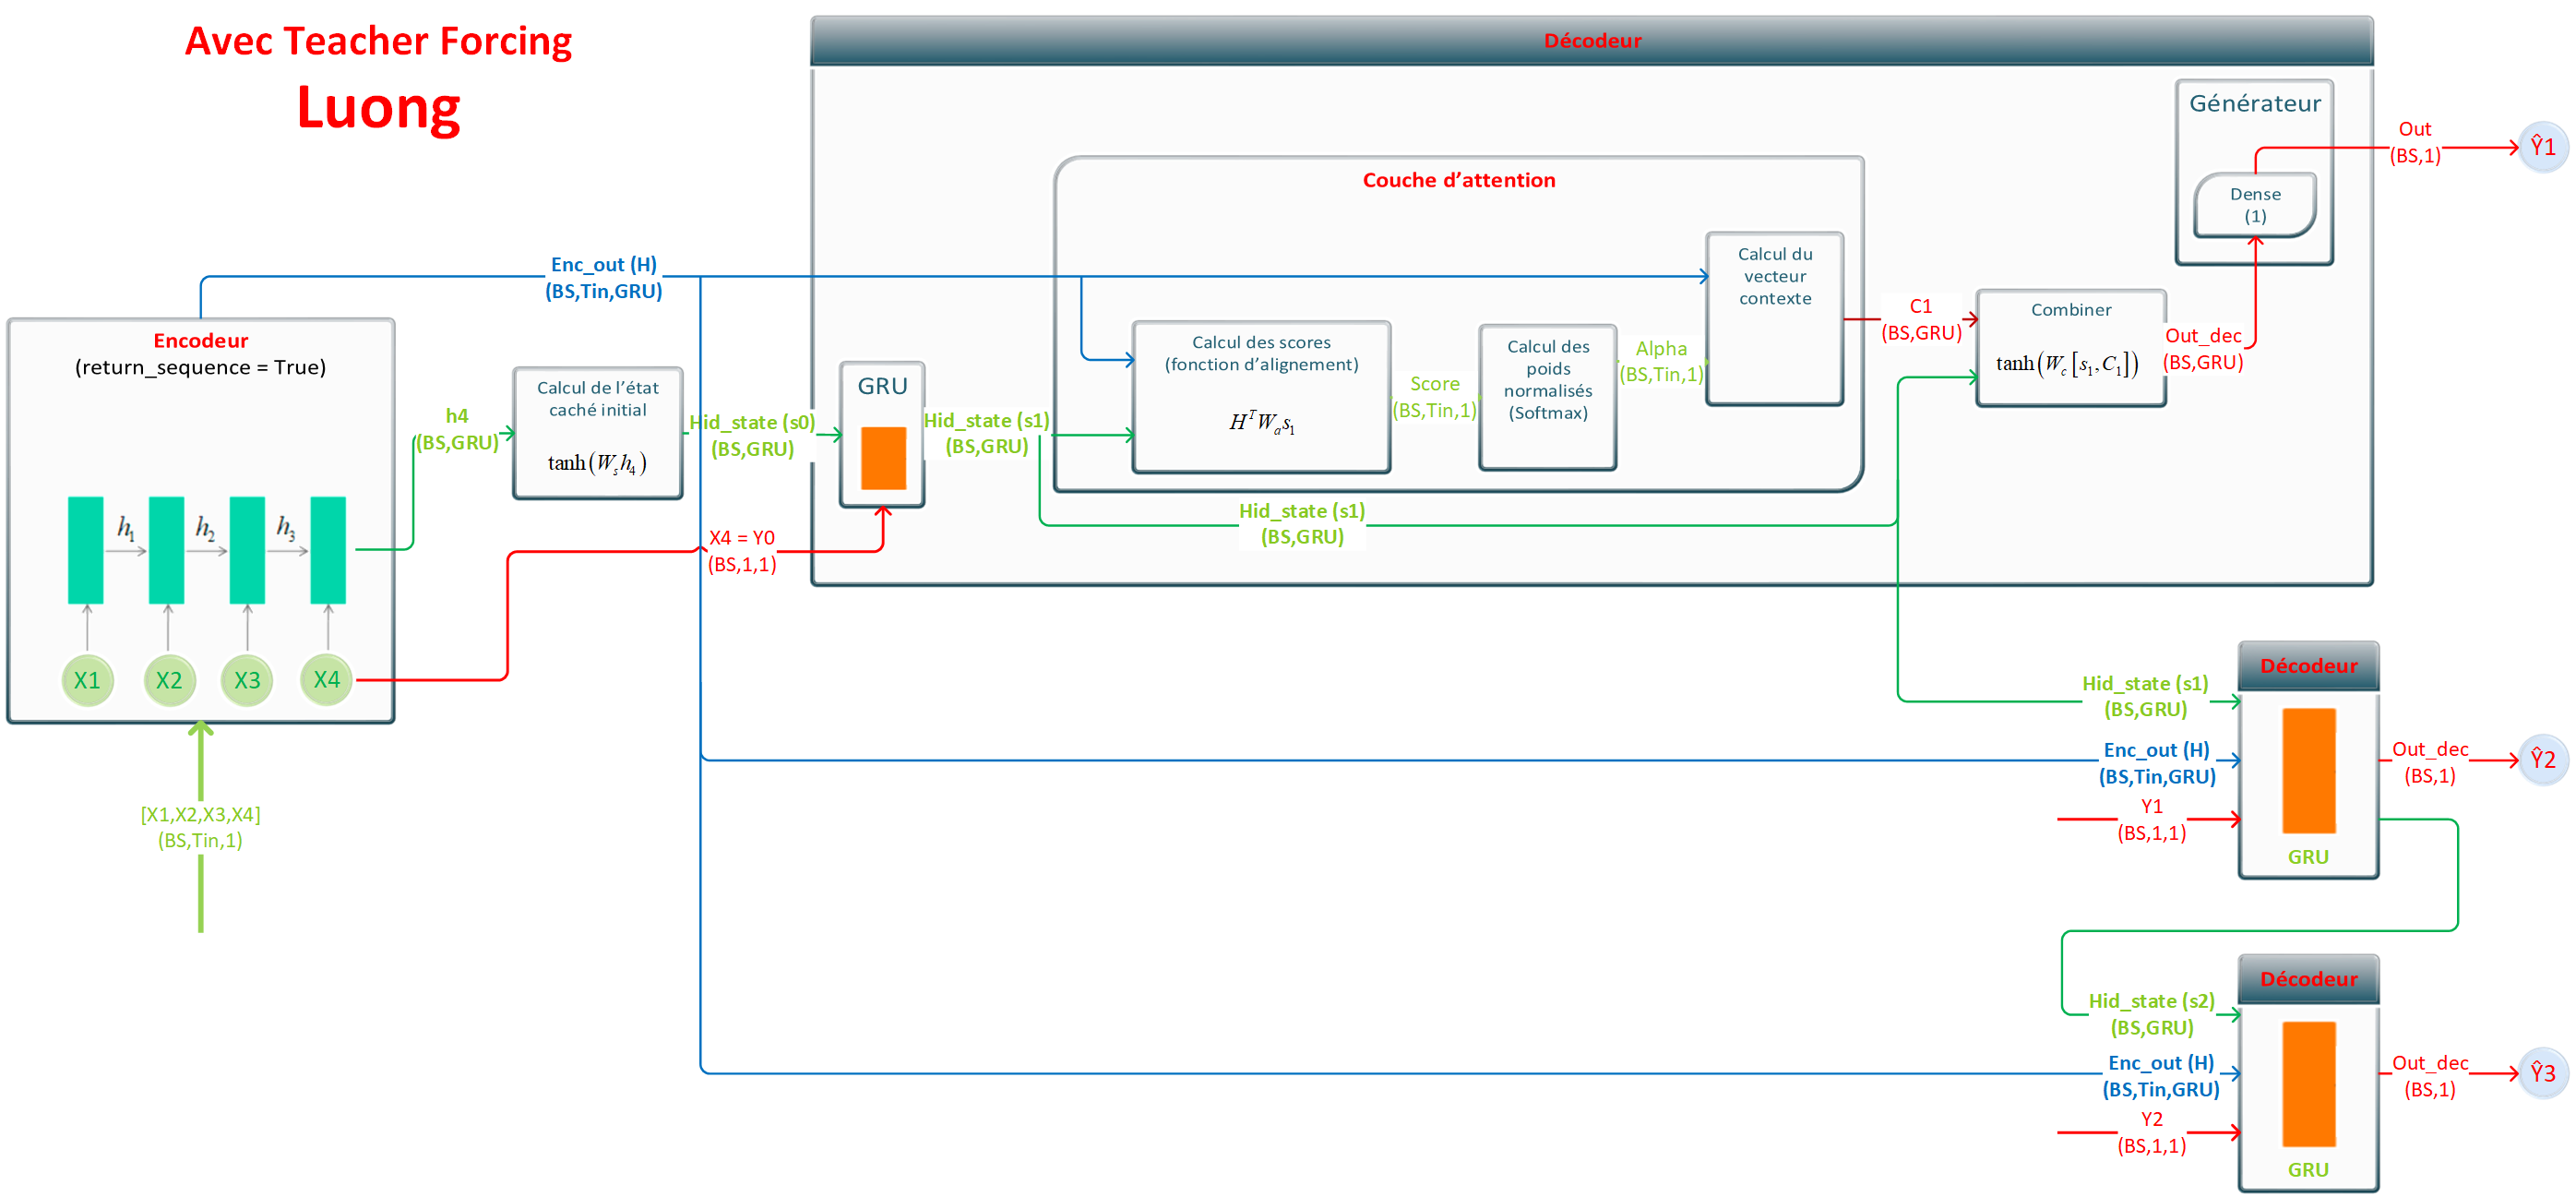 Avec Teacher Forcing
Luong
Décodeur
Générateur
Dense
(1)
Out
(BS,1)
Ŷ1
Couche d’attention
Calcul du
vecteur
contexte
Enc_out (H)
(BS,Tin,GRU)
Encodeur
(return_sequence = True)
h4
(BS,GRU)
Calcul de l’état
caché initial
tanh(W_s h_4)
Hid_state (s0)
(BS,GRU)
GRU
Hid_state (s1)
(BS,GRU)
Calcul des scores
(fonction d’alignement)
H^T W_a s_1
Score
(BS,Tin,1)
Calcul des
poids
normalisés
(Softmax)
Alpha
(BS,Tin,1)
C1
(BS,GRU)
Combiner
tanh(W_c [s_1, C_1])
Out_dec
(BS,GRU)
Hid_state (s1)
(BS,GRU)
X4 = Y0
(BS,1,1)
h_1
h_2
h_3
X1
X2
X3
X4
[X1,X2,X3,X4]
(BS,Tin,1)
Décodeur
Hid_state (s1)
(BS,GRU)
Enc_out (H)
(BS,Tin,GRU)
Y1
(BS,1,1)
GRU
Out_dec
(BS,1)
Ŷ2
Décodeur
Hid_state (s2)
(BS,GRU)
Enc_out (H)
(BS,Tin,GRU)
Y2
(BS,1,1)
GRU
Out_dec
(BS,1)
Ŷ3